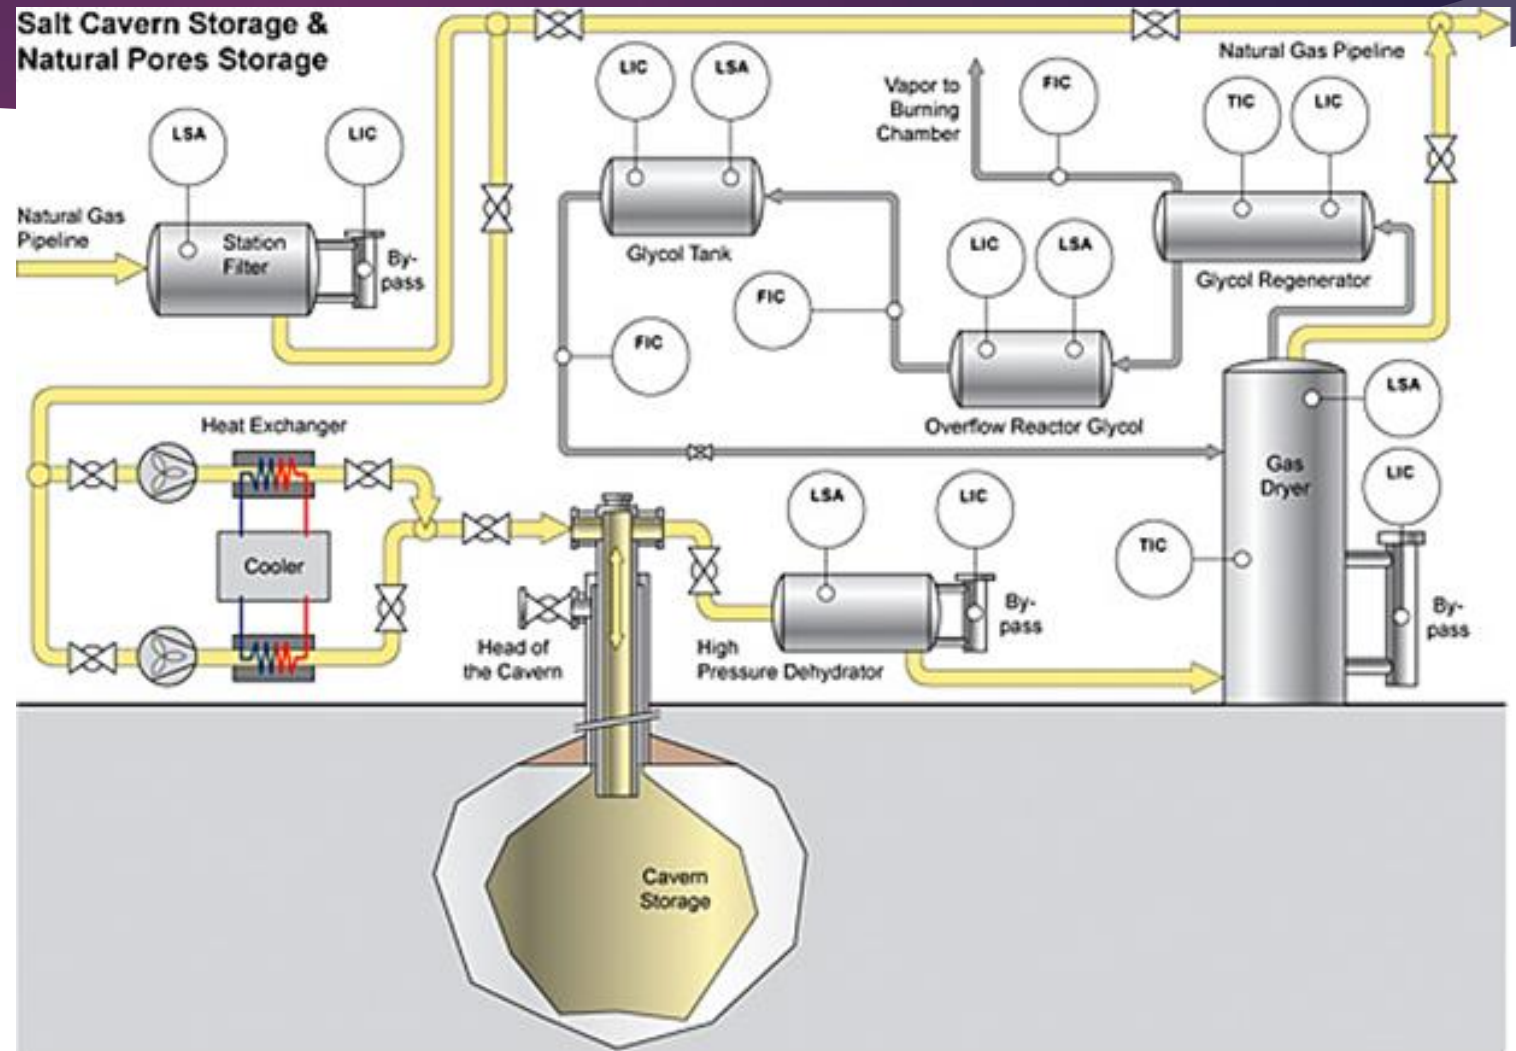 Salt Cavern Storage &
Natural Pores Storage
Natural Gas Pipeline
LIC
LSA
Vapor to
Burning
Chamber
FIC
TIC
LIC
LSA
LIC
Natural Gas
Pipeline
Station
Filter
By-
pass
Glycol Tank
LIC
LSA
Glycol Regenerator
FIC
FIC
Overflow Reactor Glycol
LSA
Heat Exchanger
Gas
Dryer
LIC
LSA
LIC
TIC
Cooler
By-
pass
By-
pass
Head of
the Cavern
High
Pressure Dehydrator
Cavern
Storage